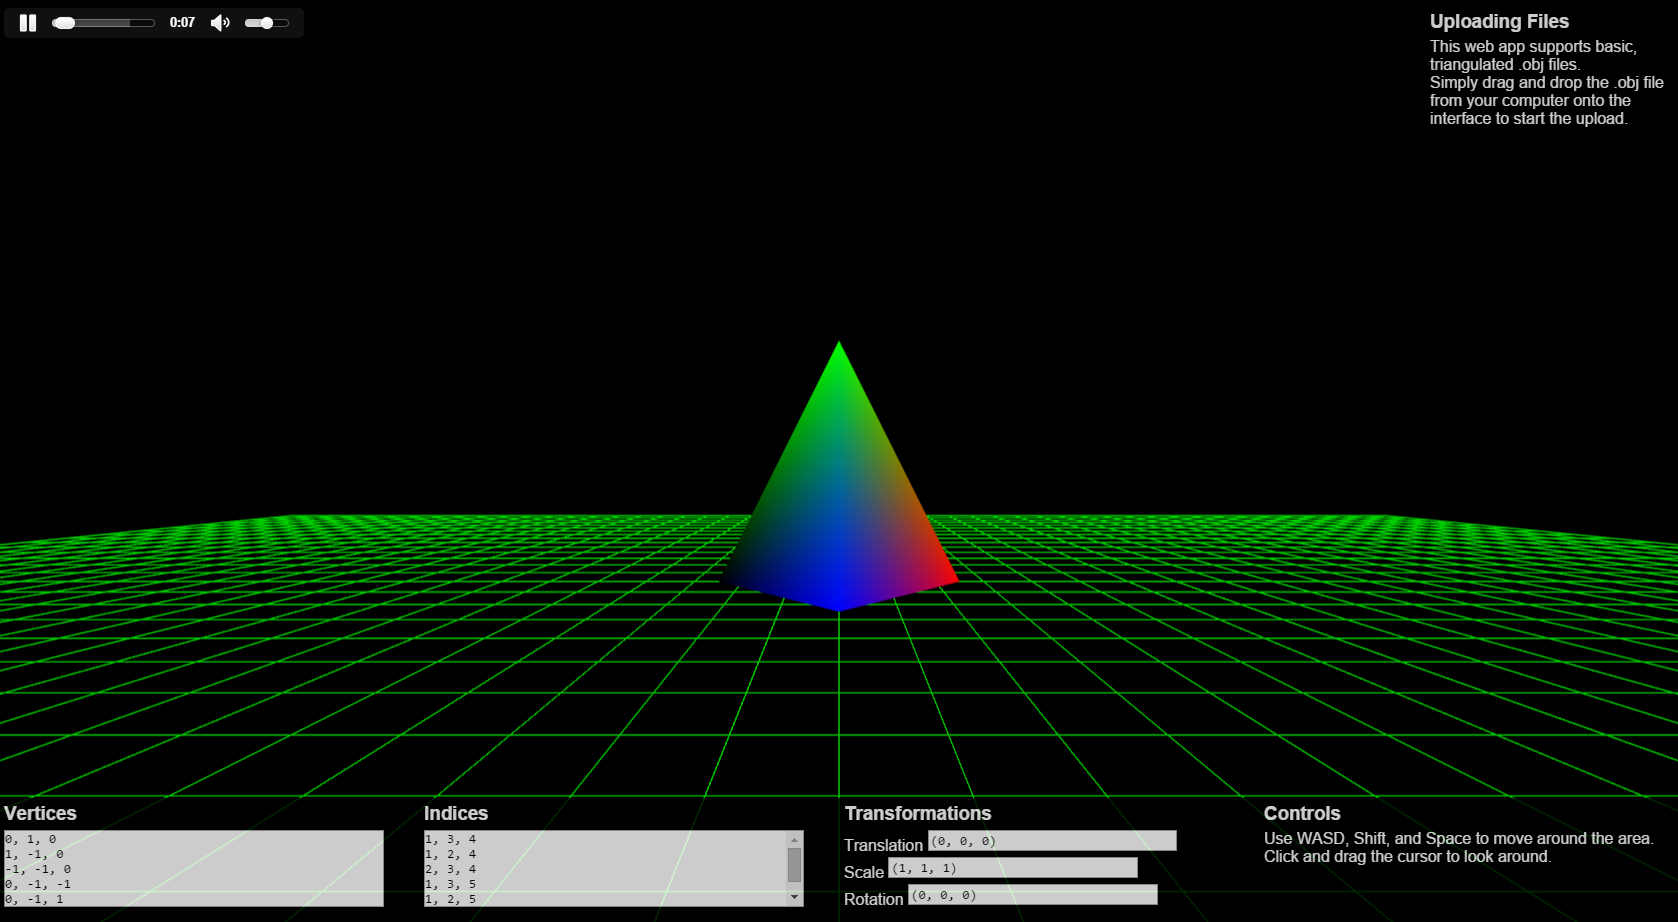 0:07
Uploading Files
This web app supports basic,
triangulated .obj files.
Simply drag and drop the .obj file
from your computer onto the
interface to start the upload.
Vertices
0, 1, 0
1, -1, 0
-1, -1, 0
0, -1, -1
0, -1, 1
Indices
1, 3, 4
1, 2, 4
2, 3, 4
1, 3, 5
1, 2, 5
Transformations
Translation (0, 0, 0)
Scale (1, 1, 1)
Rotation (0, 0, 0)
Controls
Use WASD, Shift, and Space to move around the area.
Click and drag the cursor to look around.